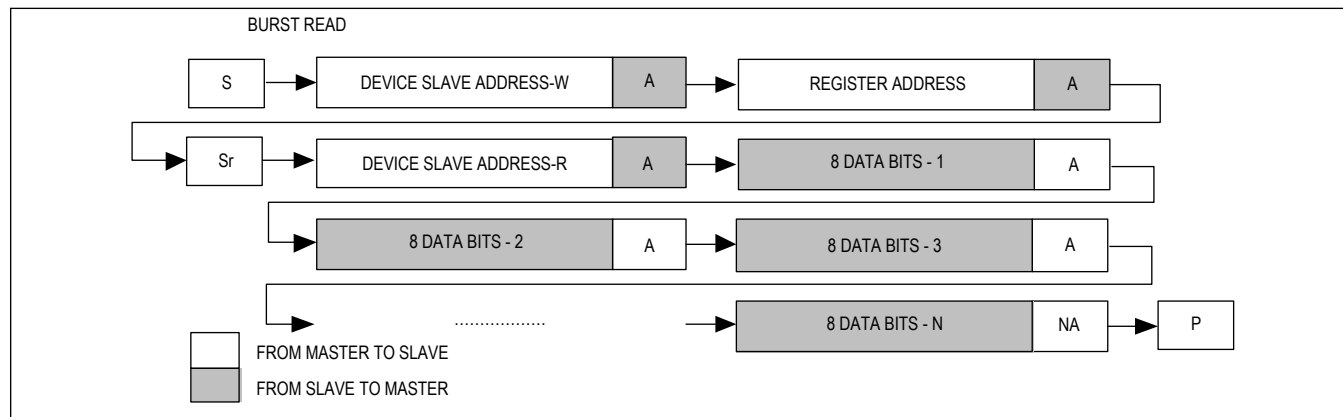 BURST READ
S
DEVICE SLAVE ADDRESS-W
A
REGISTER ADDRESS
A
Sr
DEVICE SLAVE ADDRESS-R
A
8 DATA BITS - 1
A
8 DATA BITS - 2
A
8 DATA BITS - 3
A
..................
8 DATA BITS - N
NA
P
FROM MASTER TO SLAVE
FROM SLAVE TO MASTER